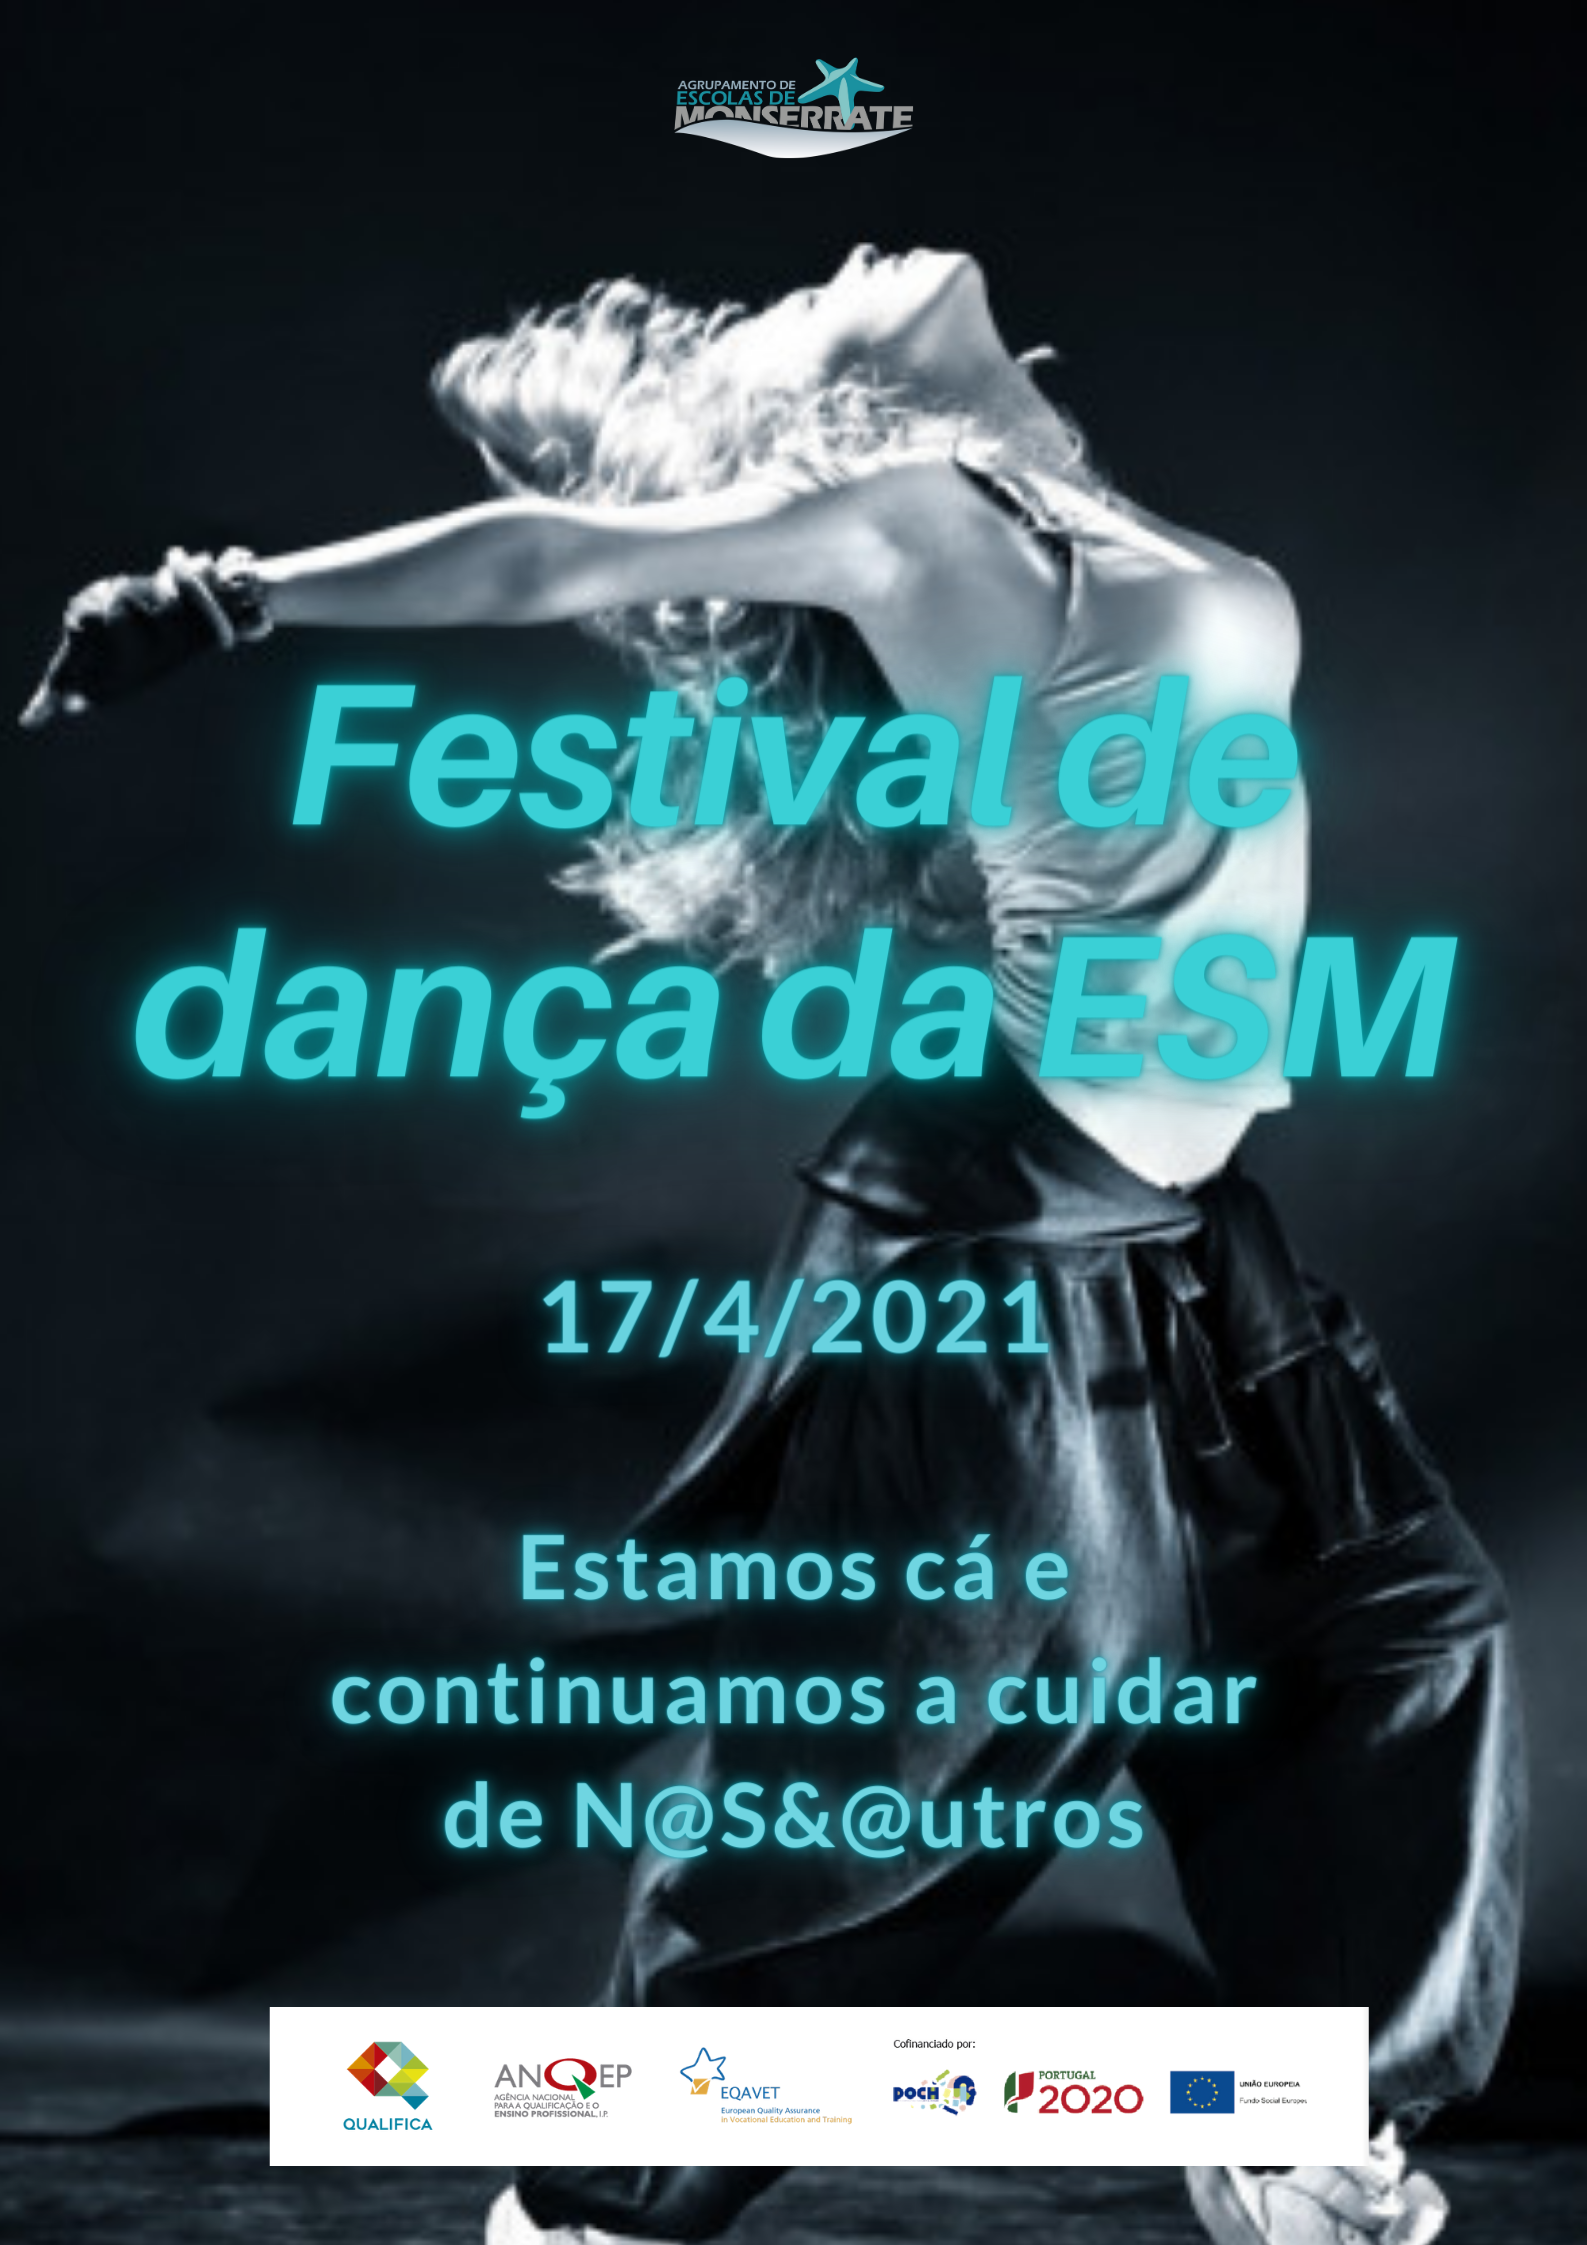 AGRUPAMENTO DE
ESCOLAS DE
MONSERRATE
Festival de
dança da ESM
17/4/2021
Estamos cá e
continuamos a cuidar
de N@S&@utros
QUALIFICA
ANQEP
AGÊNCIA NACIONAL
PARA A QUALIFICAÇÃO E O
ENSINO PROFISSIONAL, I.P.
EQAVET
European Quality Assurance
in Vocational Education and Training
Cofinanciado por:
POCH
PORTUGAL
2020
UNIÃO EUROPEIA
Fundo Social Europeu